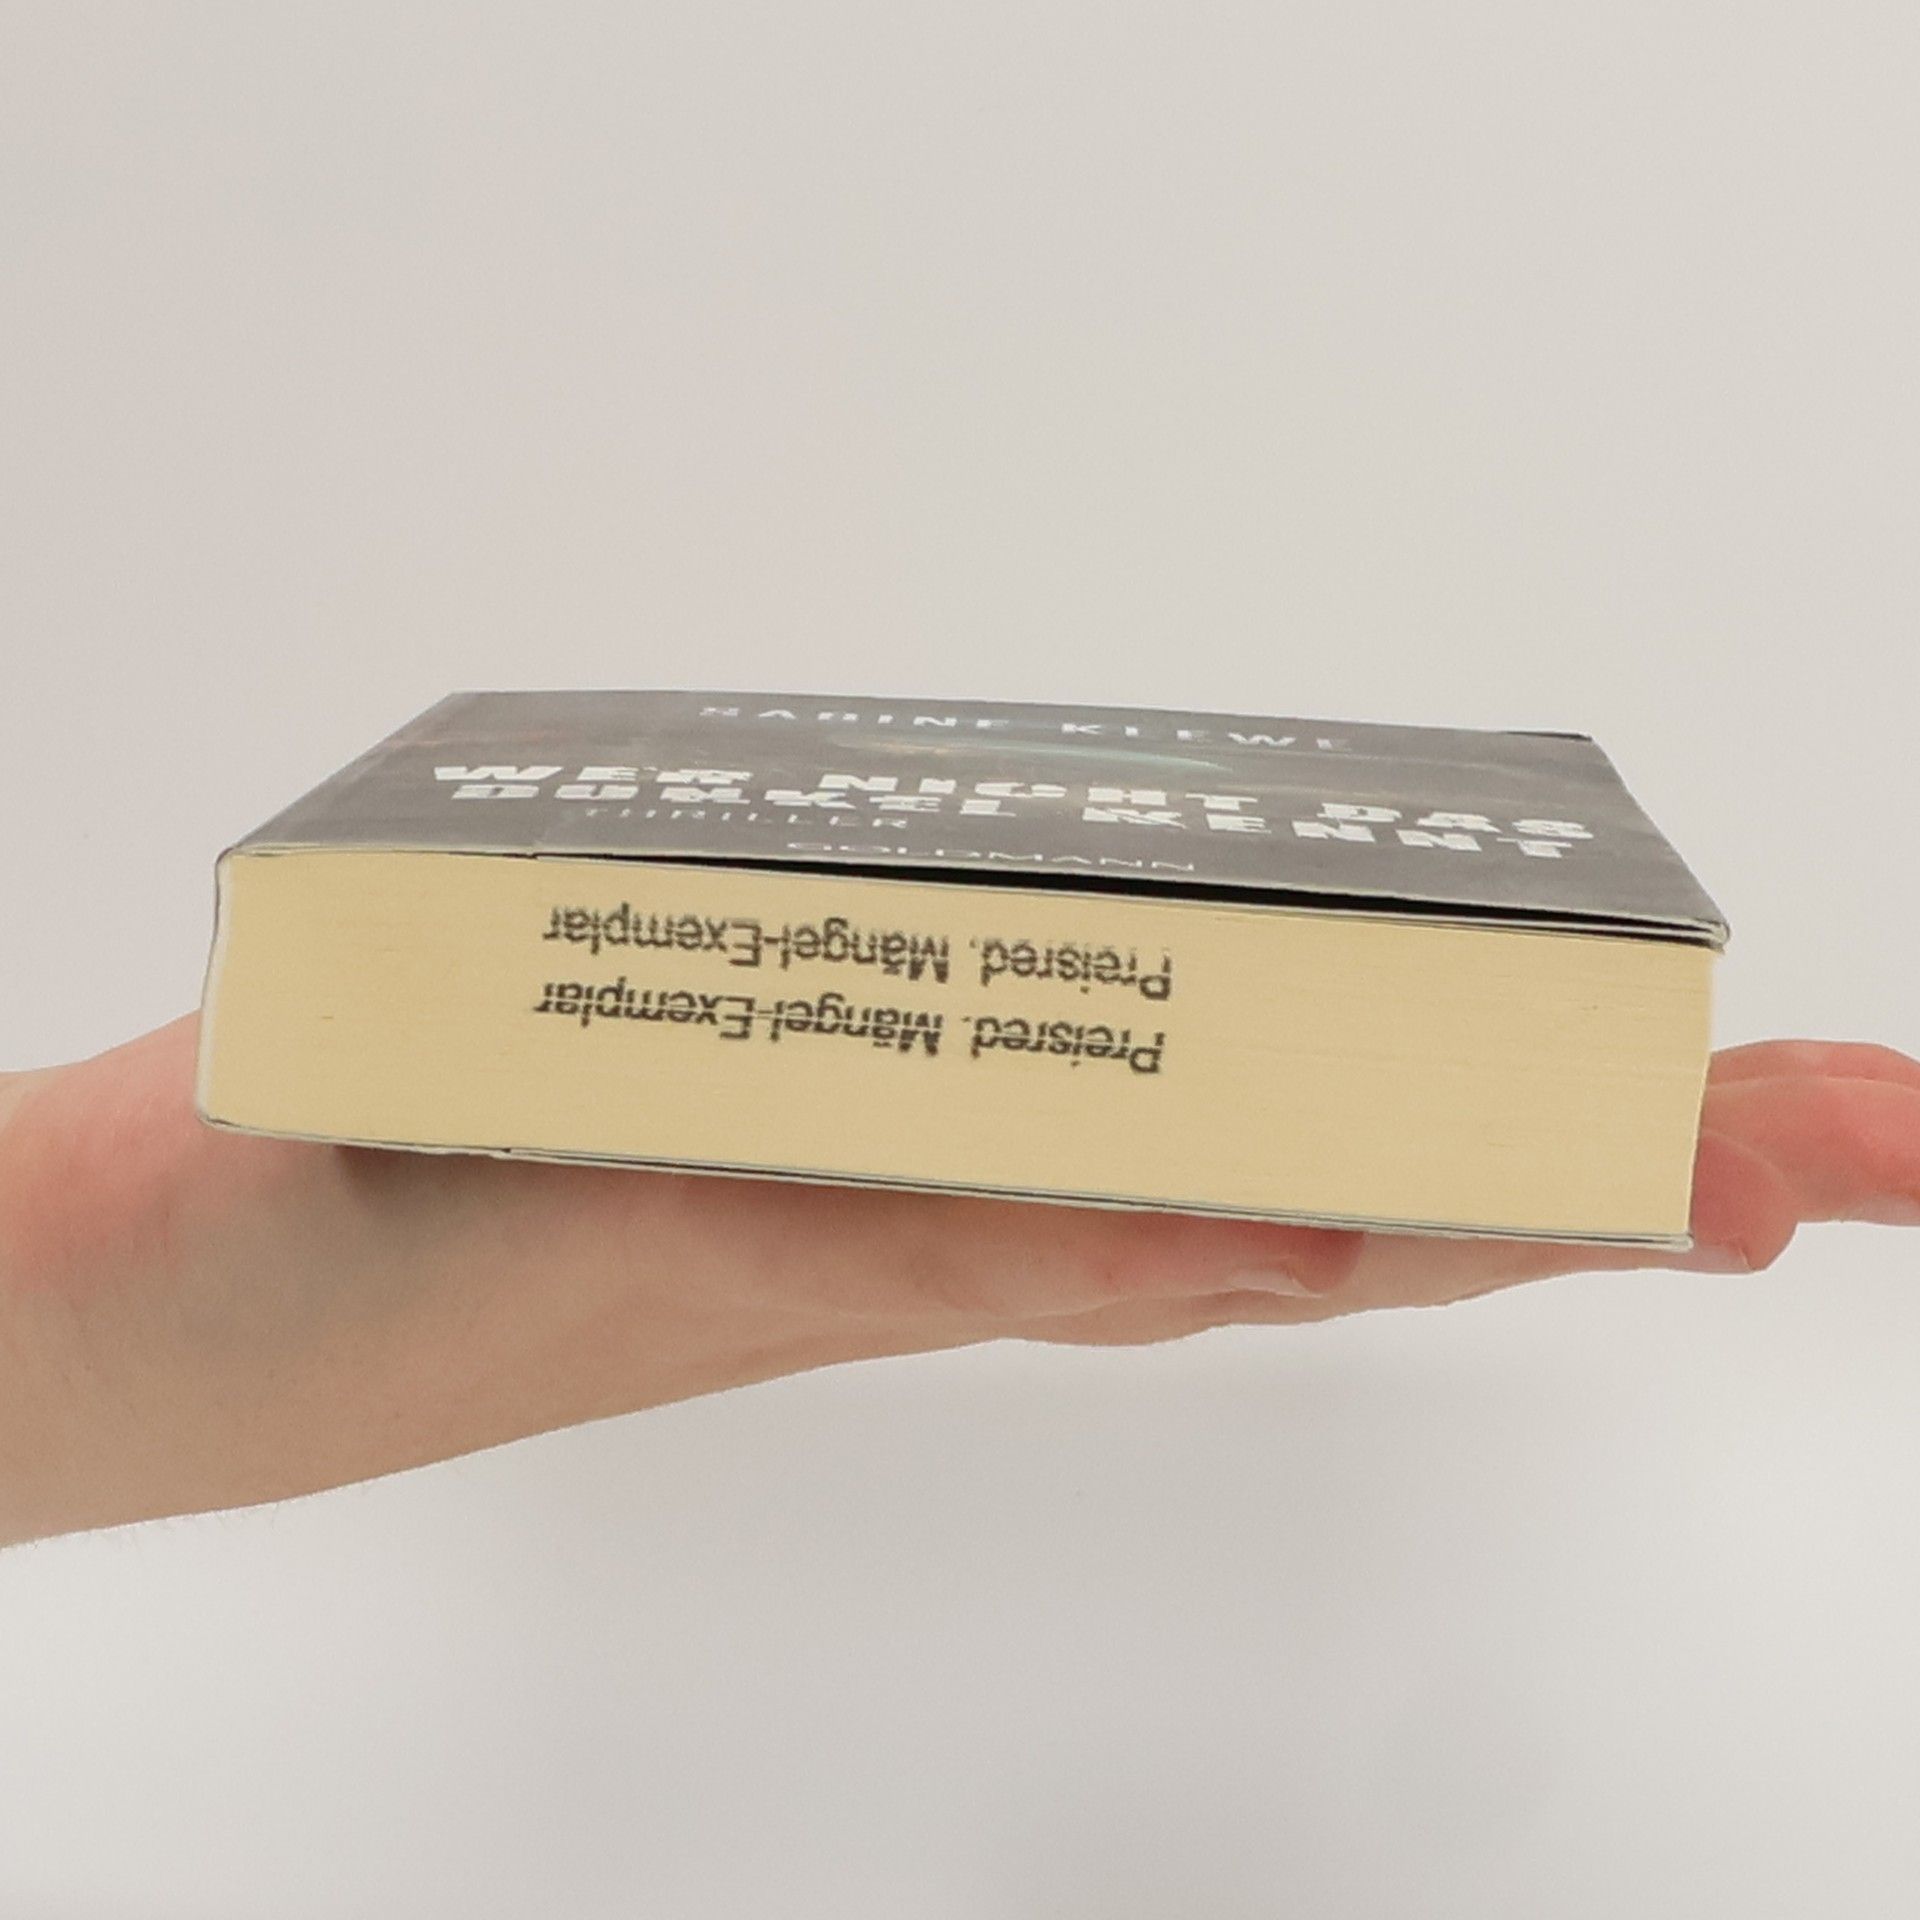 SABINE KLEWE
WER NICHT DAS
DUNKEL KENNT
THRILLER
GOLDMANN
Preisred. Mängel-Exemplar
Preisred. Mängel-Exemplar